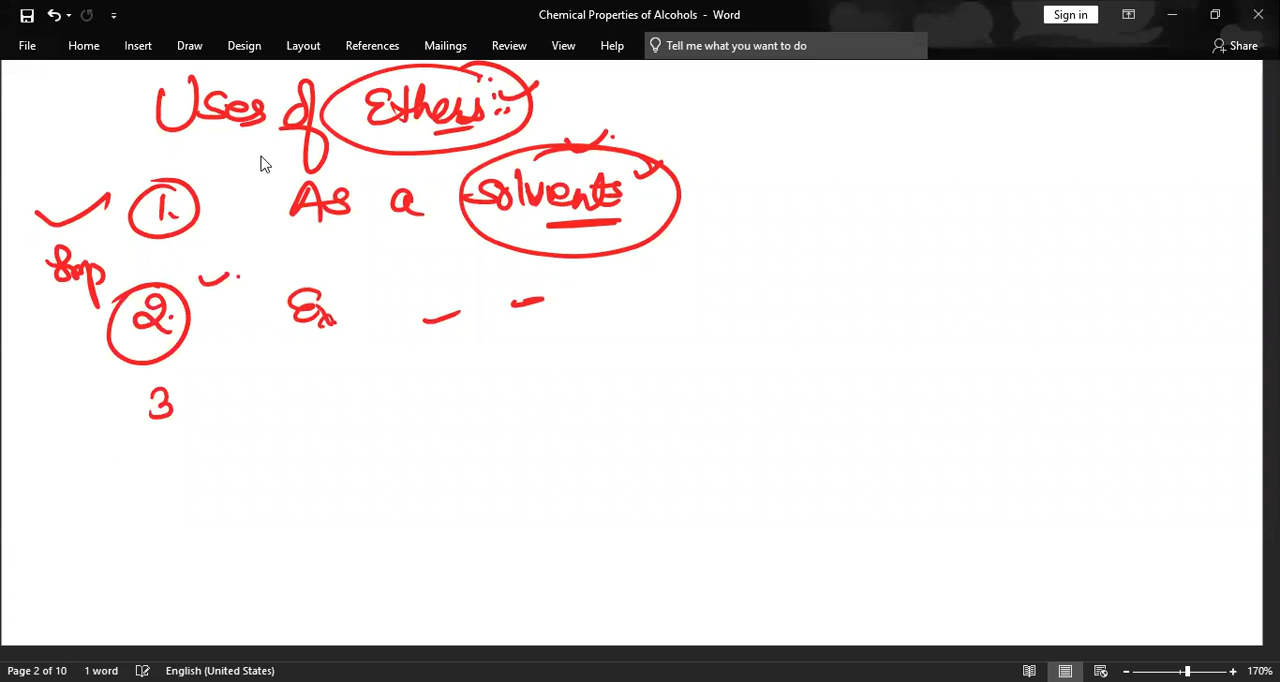 Chemical Properties of Alcohols - Word
Sign in
File Home Insert Draw Design Layout References Mailings Review View Help Tell me what you want to do Share
Uses of Ethers :-
1. As a solvents
Imp
2. Ex - -
3
Page 2 of 10 1 word English (United States) - + 170%